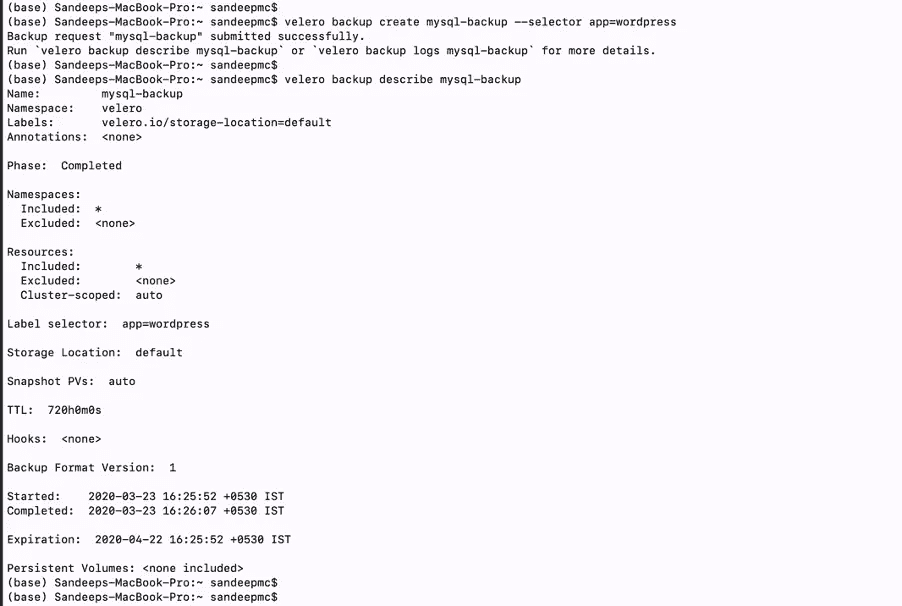 (base) Sandeeps-MacBook-Pro:~ sandeepmc$
(base) Sandeeps-MacBook-Pro:~ sandeepmc$ velero backup create mysql-backup --selector app=wordpress
Backup request "mysql-backup" submitted successfully.
Run `velero backup describe mysql-backup` or `velero backup logs mysql-backup` for more details.
(base) Sandeeps-MacBook-Pro:~ sandeepmc$
(base) Sandeeps-MacBook-Pro:~ sandeepmc$ velero backup describe mysql-backup
Name:         mysql-backup
Namespace:    velero
Labels:       velero.io/storage-location=default
Annotations:  <none>

Phase:  Completed

Namespaces:
  Included:  *
  Excluded:  <none>

Resources:
  Included:        *
  Excluded:        <none>
  Cluster-scoped:  auto

Label selector:  app=wordpress

Storage Location:  default

Snapshot PVs:  auto

TTL:  720h0m0s

Hooks:  <none>

Backup Format Version:  1

Started:    2020-03-23 16:25:52 +0530 IST
Completed:  2020-03-23 16:26:07 +0530 IST

Expiration:  2020-04-22 16:25:52 +0530 IST

Persistent Volumes: <none included>
(base) Sandeeps-MacBook-Pro:~ sandeepmc$
(base) Sandeeps-MacBook-Pro:~ sandeepmc$